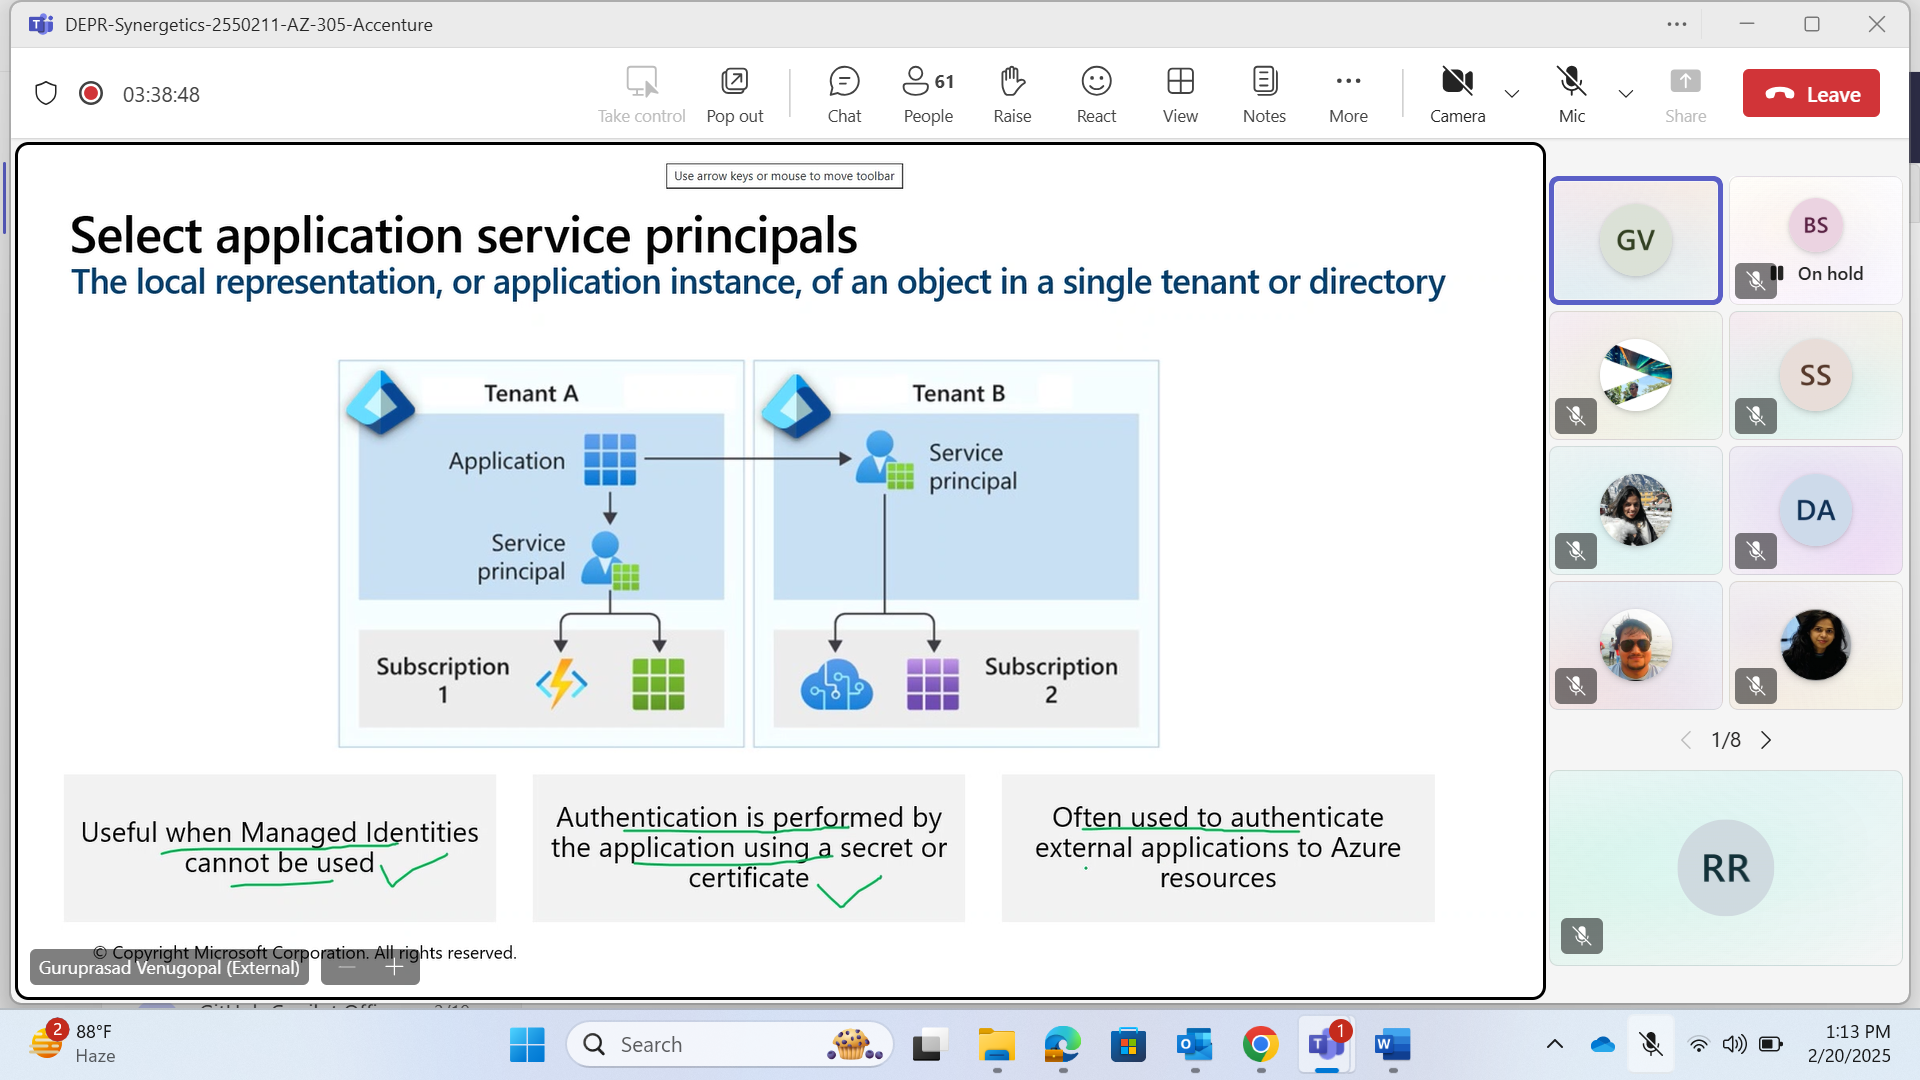 DEPR-Synergetics-2550211-AZ-305-Accenture
03:38:48
Take control
Pop out
Chat
61
People
Raise
React
View
Notes
More
Camera
Mic
Share
Leave
Use arrow keys or mouse to move toolbar
Select application service principals
The local representation, or application instance, of an object in a single tenant or directory
Tenant A
Application
Service
principal
Subscription
1
Tenant B
Service
principal
Subscription
2
Useful when Managed Identities
cannot be used
Authentication is performed by
the application using a secret or
certificate
Often used to authenticate
external applications to Azure
resources
© Copyright Microsoft Corporation. All rights reserved.
Guruprasad Venugopal (External)
GV
BS
On hold
SS
DA
1/8
RR
2
88°F
Haze
Search
1
1:13 PM
2/20/2025